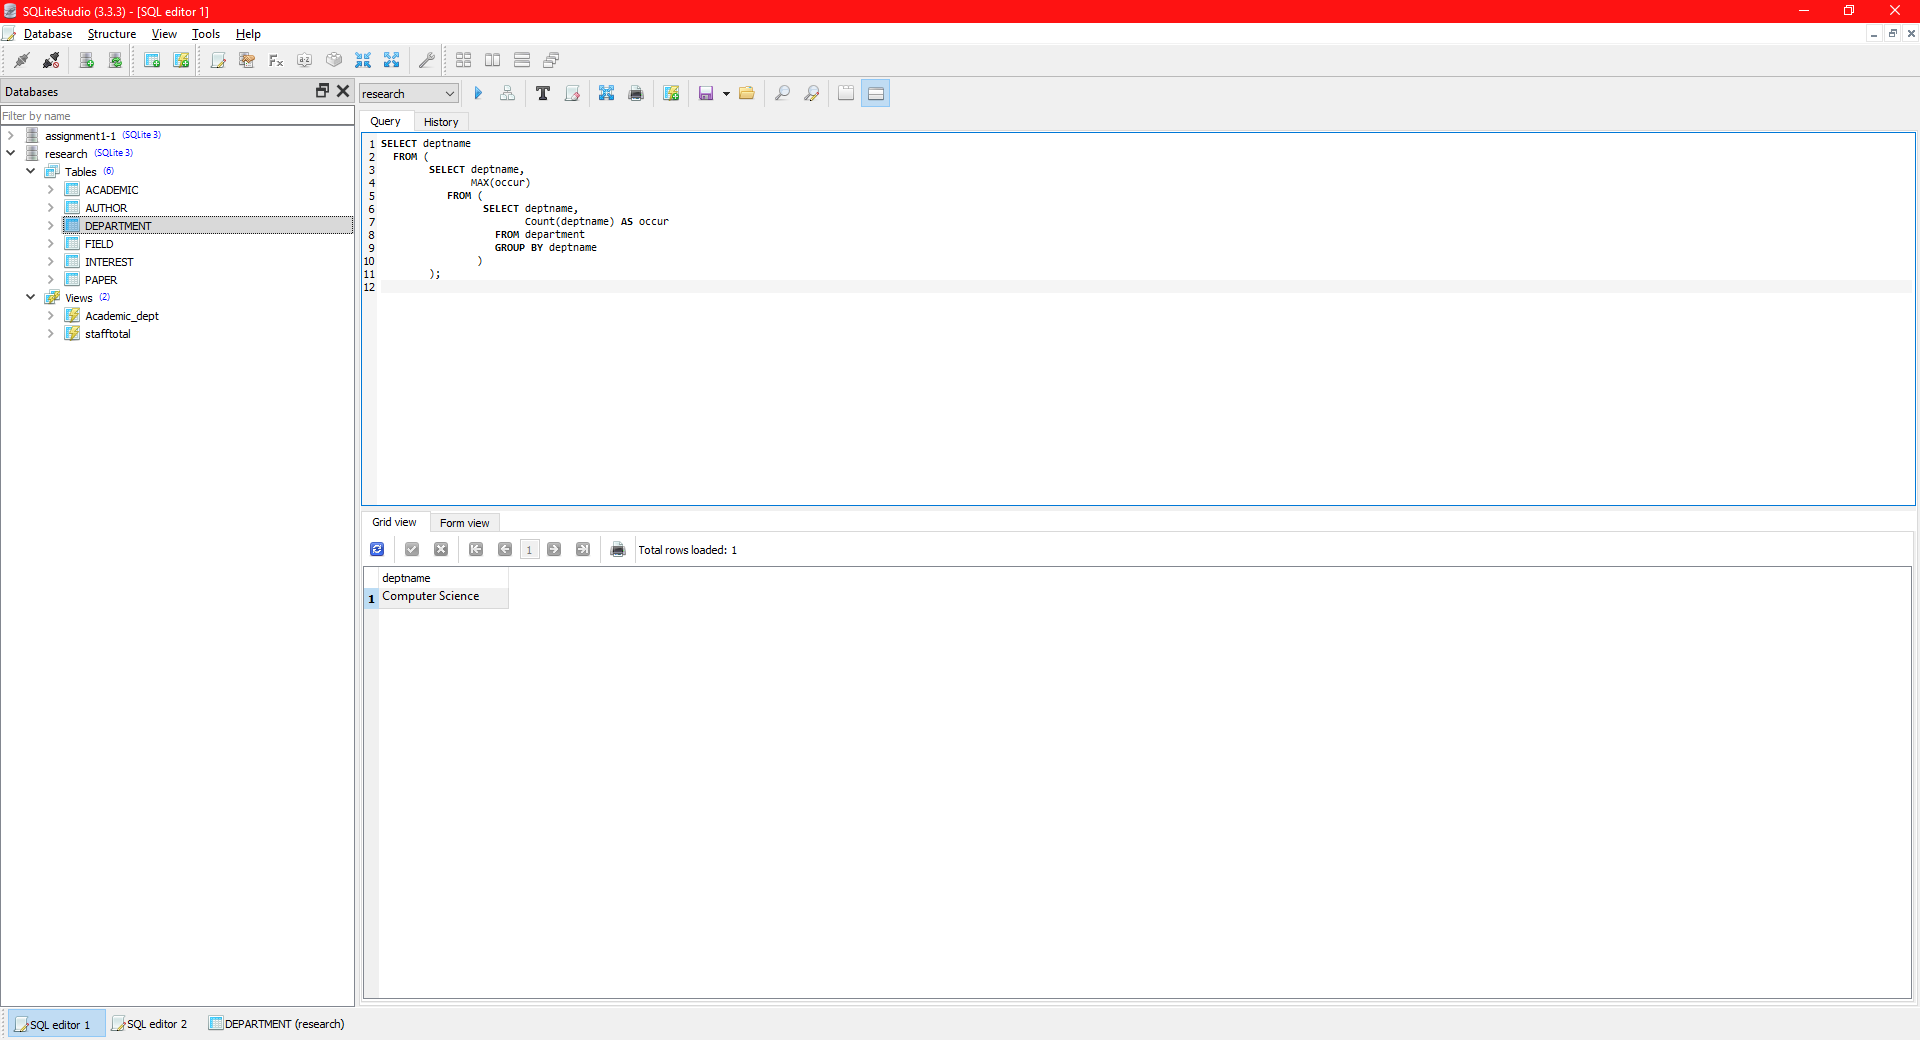 SQLiteStudio (3.3.3) - [SQL editor 1]
Database Structure View Tools Help
Databases
Filter by name
assignment1-1 (SQLite 3)
research (SQLite 3)
Tables (6)
ACADEMIC
AUTHOR
DEPARTMENT
FIELD
INTEREST
PAPER
Views (2)
Academic_dept
stafftotal
research
Query History
1 SELECT deptname
2 FROM (
3 SELECT deptname,
4 MAX(occur)
5 FROM (
6 SELECT deptname,
7 Count(deptname) AS occur
8 FROM department
9 GROUP BY deptname
10 )
11 );
12
Grid view Form view
1 Total rows loaded: 1
deptname
1 Computer Science
SQL editor 1 SQL editor 2 DEPARTMENT (research)